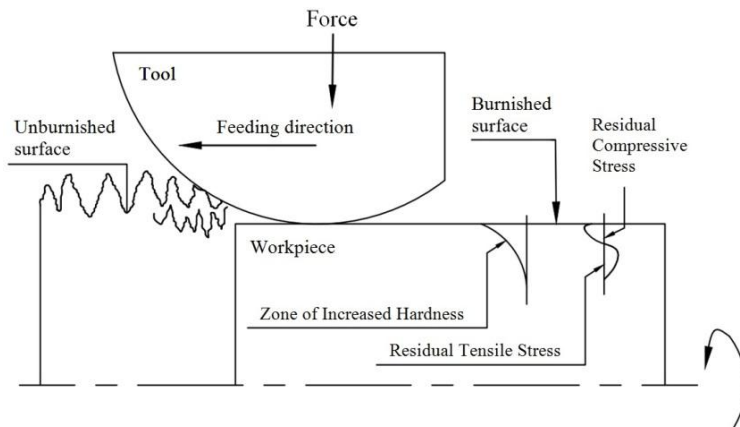 Force
Tool
Feeding direction
Unburnished
surface
Burnished
surface
Residual
Compressive
Stress
Workpiece
Zone of Increased Hardness
Residual Tensile Stress